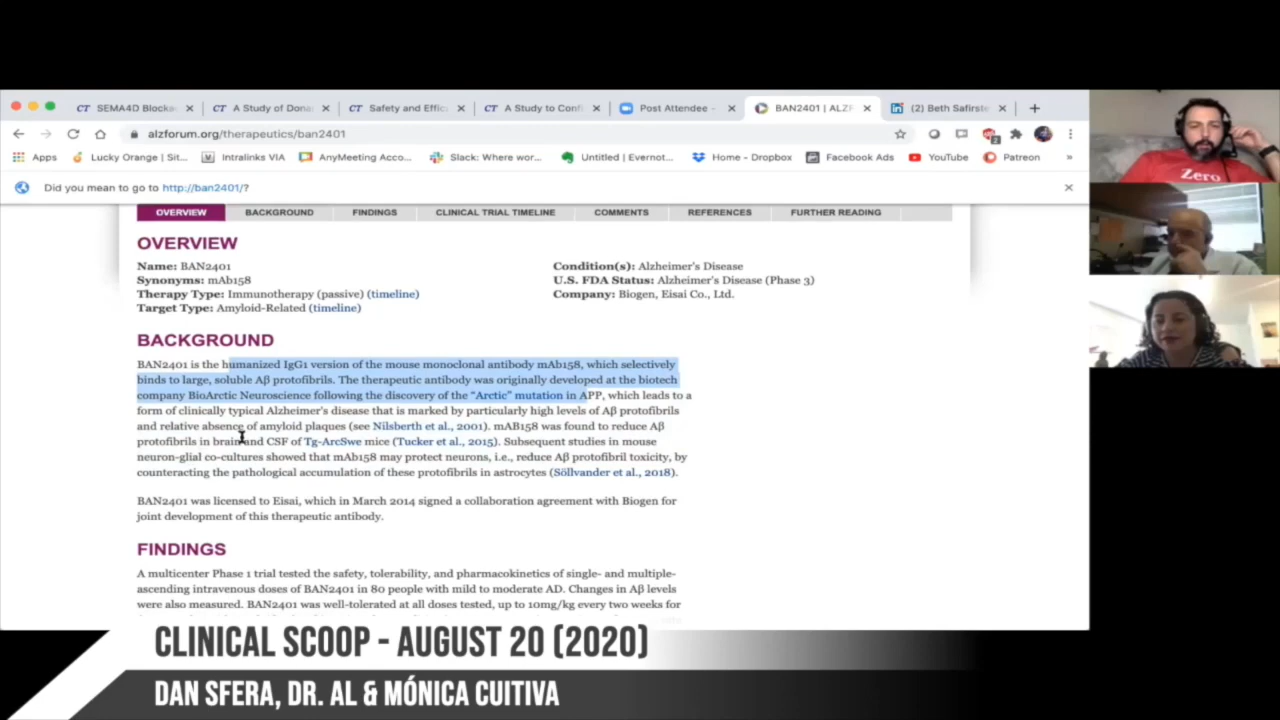 CT SEMA4D Blocka
CT A Study of Dona
CT Safety and Effic
CT A Study to Confi
Post Attendee -
BAN2401 | ALZF
in (2) Beth Safirste
alzforum.org/therapeutics/ban2401
Apps
Lucky Orange | Sit...
Intralinks VIA
AnyMeeting Acco...
Slack: Where wor...
Untitled | Evernot...
Home - Dropbox
Facebook Ads
YouTube
Patreon
»
Did you mean to go to http://ban2401/?
Zero
OVERVIEW
BACKGROUND
FINDINGS
CLINICAL TRIAL TIMELINE
COMMENTS
REFERENCES
FURTHER READING
OVERVIEW
Name: BAN2401
Synonyms: mAb158
Therapy Type: Immunotherapy (passive) (timeline)
Target Type: Amyloid-Related (timeline)
Condition(s): Alzheimer's Disease
U.S. FDA Status: Alzheimer's Disease (Phase 3)
Company: Biogen, Eisai Co., Ltd.
BACKGROUND
BAN2401 is the humanized IgG1 version of the mouse monoclonal antibody mAb158, which selectively
binds to large, soluble Aβ protofibrils. The therapeutic antibody was originally developed at the biotech
company BioArctic Neuroscience following the discovery of the “Arctic” mutation in APP, which leads to a
form of clinically typical Alzheimer's disease that is marked by particularly high levels of Aβ protofibrils
and relative absence of amyloid plaques (see Nilsberth et al., 2001). mAB158 was found to reduce Aβ
protofibrils in brain and CSF of Tg-ArcSwe mice (Tucker et al., 2015). Subsequent studies in mouse
neuron-glial co-cultures showed that mAb158 may protect neurons, i.e., reduce Aβ protofibril toxicity, by
counteracting the pathological accumulation of these protofibrils in astrocytes (Söllvander et al., 2018).
BAN2401 was licensed to Eisai, which in March 2014 signed a collaboration agreement with Biogen for
joint development of this therapeutic antibody.
FINDINGS
A multicenter Phase 1 trial tested the safety, tolerability, and pharmacokinetics of single- and multiple-
ascending intravenous doses of BAN2401 in 80 people with mild to moderate AD. Changes in Aβ levels
were also measured. BAN2401 was well-tolerated at all doses tested, up to 10mg/kg every two weeks for
CLINICAL SCOOP - AUGUST 20 (2020)
DAN SFERA, DR. AL & MÓNICA CUITIVA